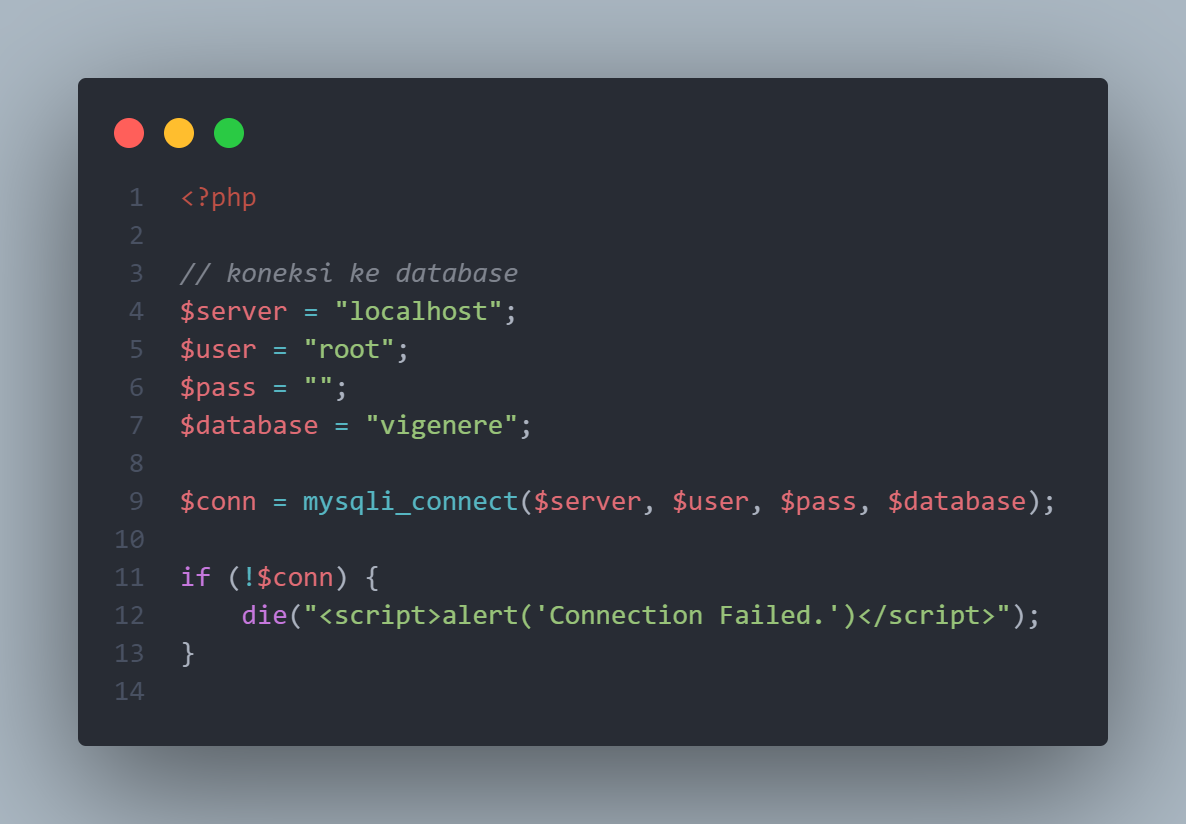 1 <?php
2
3 // koneksi ke database
4 $server = "localhost";
5 $user = "root";
6 $pass = "";
7 $database = "vigenere";
8
9 $conn = mysqli_connect($server, $user, $pass, $database);
10
11 if (!$conn) {
12     die("<script>alert('Connection Failed.')</script>");
13 }
14